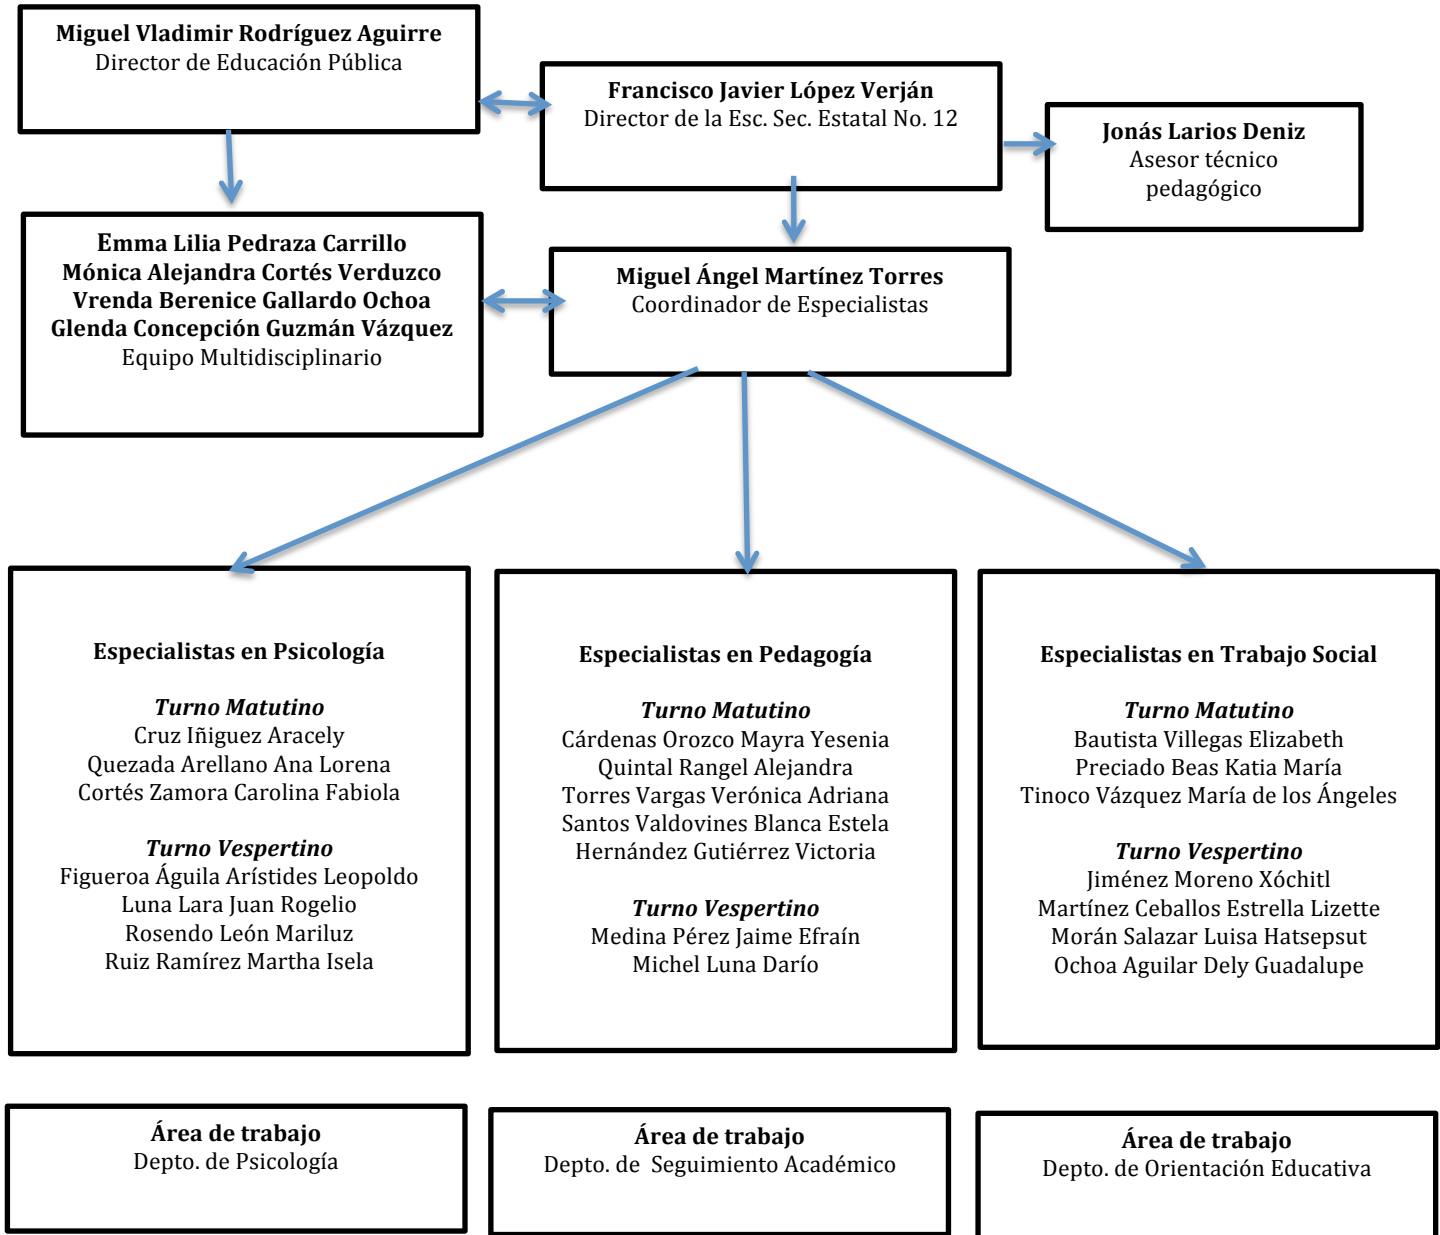 Miguel Vladimir Rodríguez Aguirre
Director de Educación Pública
Francisco Javier López Verján
Director de la Esc. Sec. Estatal No. 12
Jonás Larios Deniz
Asesor técnico
pedagógico
Emma Lilia Pedraza Carrillo
Mónica Alejandra Cortés Verduzco
Vrenda Berenice Gallardo Ochoa
Glenda Concepción Guzmán Vázquez
Equipo Multidisciplinario
Miguel Ángel Martínez Torres
Coordinador de Especialistas
Especialistas en Psicología
Turno Matutino
Cruz Iñiguez Aracely
Quezada Arellano Ana Lorena
Cortés Zamora Carolina Fabiola
Turno Vespertino
Figueroa Águila Arístides Leopoldo
Luna Lara Juan Rogelio
Rosendo León Mariluz
Ruiz Ramírez Martha Isela
Especialistas en Pedagogía
Turno Matutino
Cárdenas Orozco Mayra Yesenia
Quintal Rangel Alejandra
Torres Vargas Verónica Adriana
Santos Valdovines Blanca Estela
Hernández Gutiérrez Victoria
Turno Vespertino
Medina Pérez Jaime Efraín
Michel Luna Darío
Especialistas en Trabajo Social
Turno Matutino
Bautista Villegas Elizabeth
Preciado Beas Katia María
Tinoco Vázquez María de los Ángeles
Turno Vespertino
Jiménez Moreno Xóchitl
Martínez Ceballos Estrella Lizette
Morán Salazar Luisa Hatsepsut
Ochoa Aguilar Dely Guadalupe
Área de trabajo
Depto. de Psicología
Área de trabajo
Depto. de  Seguimiento Académico
Área de trabajo
Depto. de Orientación Educativa